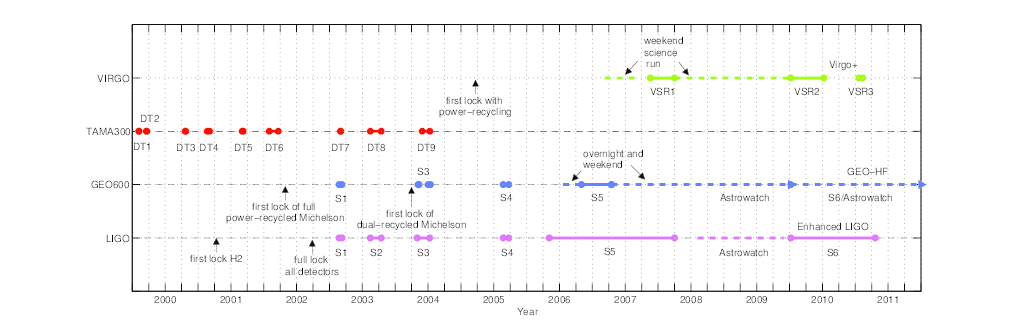 weekend
science
run
Virgo+
VIRGO
VSR1
VSR2
VSR3
first lock with
power-recycling
DT2
TAMA300
DT1
DT3
DT4
DT5
DT6
DT7
DT8
DT9
overnight and
weekend
S3
GEO-HF
GEO600
S1
S4
S5
Astrowatch
S6/Astrowatch
first lock of full
power-recycled Michelson
first lock of
dual-recycled Michelson
Enhanced LIGO
LIGO
S1
S2
S3
S4
S5
Astrowatch
S6
first lock H2
full lock
all detectors
2000
2001
2002
2003
2004
2005
2006
2007
2008
2009
2010
2011
Year